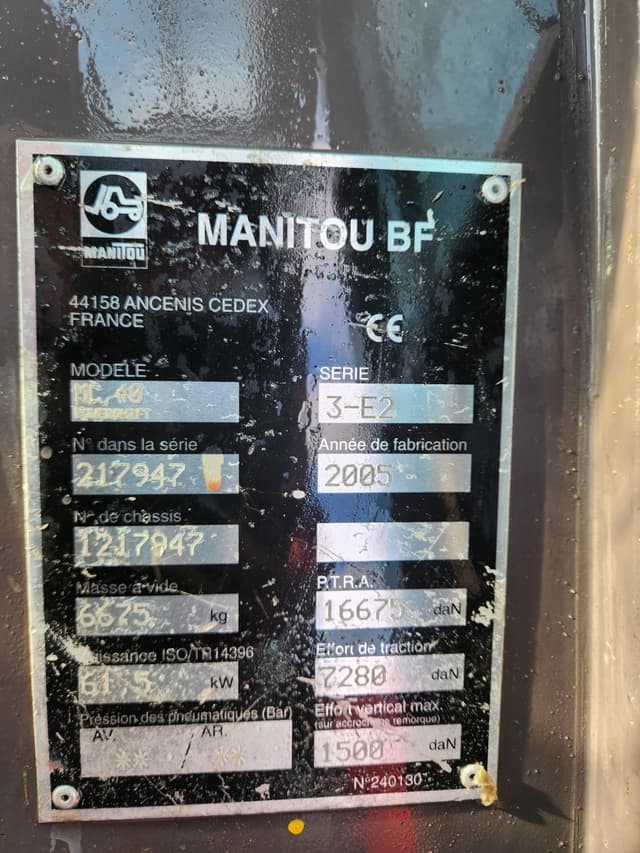 MANITOU
MANITOU BF
44158 ANCENIS CEDEX
FRANCE
CE
MODELE
MC 40
SERIE
3-E2
N° dans la série
217947
Année de fabrication
2005
N° de chassis
1217947
Masse à vide
6675 kg
P.T.R.A.
16675 daN
Puissance ISO/TR14396
61,5 kW
Effort de traction
7280 daN
Préssion des pneumatiques (Bar)
AV. / AR.
** / **
Effort vertical max.
(sur accrochage remorque)
1500 daN
N°240130